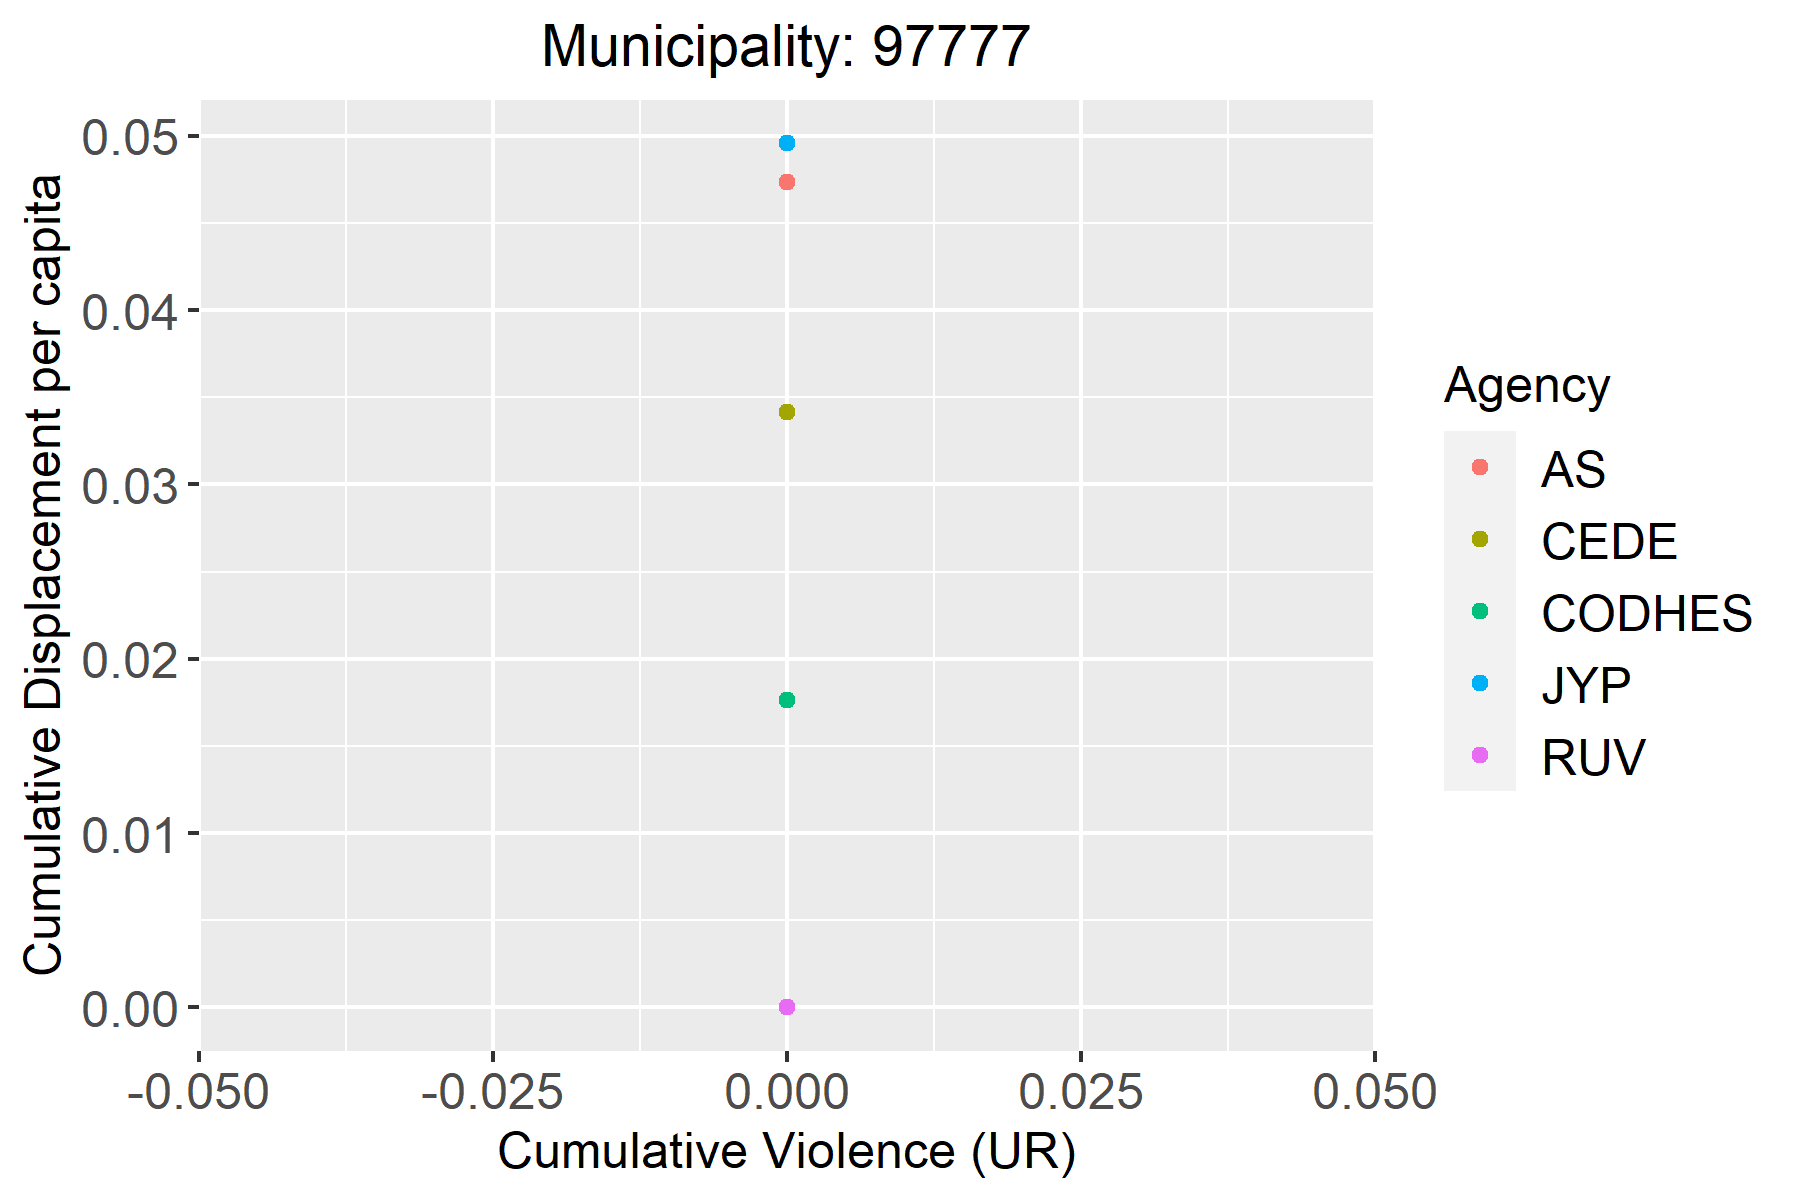 Municipality: 97777
Cumulative Displacement per capita
0.05
0.04
0.03
0.02
0.01
0.00
-0.050
-0.025
0.000
0.025
0.050
Cumulative Violence (UR)
Agency
AS
CEDE
CODHES
JYP
RUV